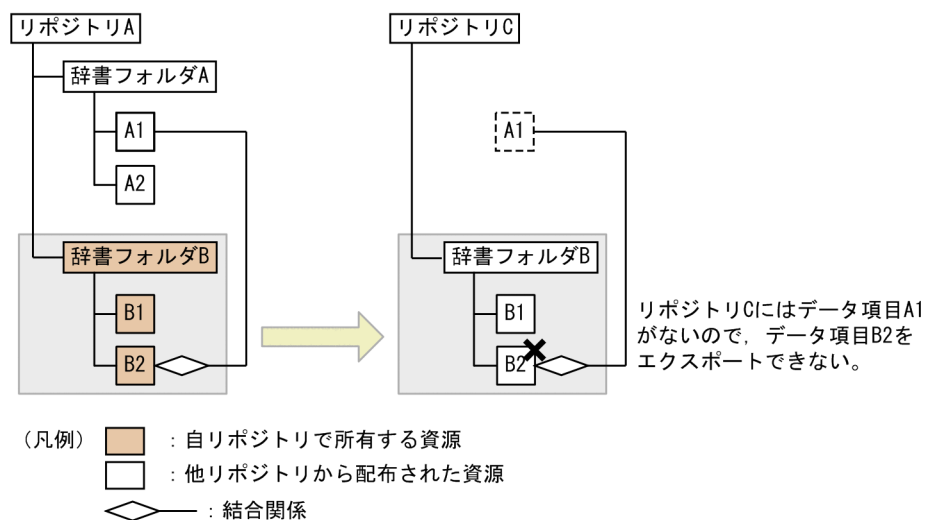 リポジトリA
辞書フォルダA
A1
A2
辞書フォルダB
B1
B2
リポジトリC
A1
辞書フォルダB
B1
B2
リポジトリCにはデータ項目A1
がないので，データ項目B2を
エクスポートできない。
（凡例）
：自リポジトリで所有する資源
：他リポジトリから配布された資源
：結合関係